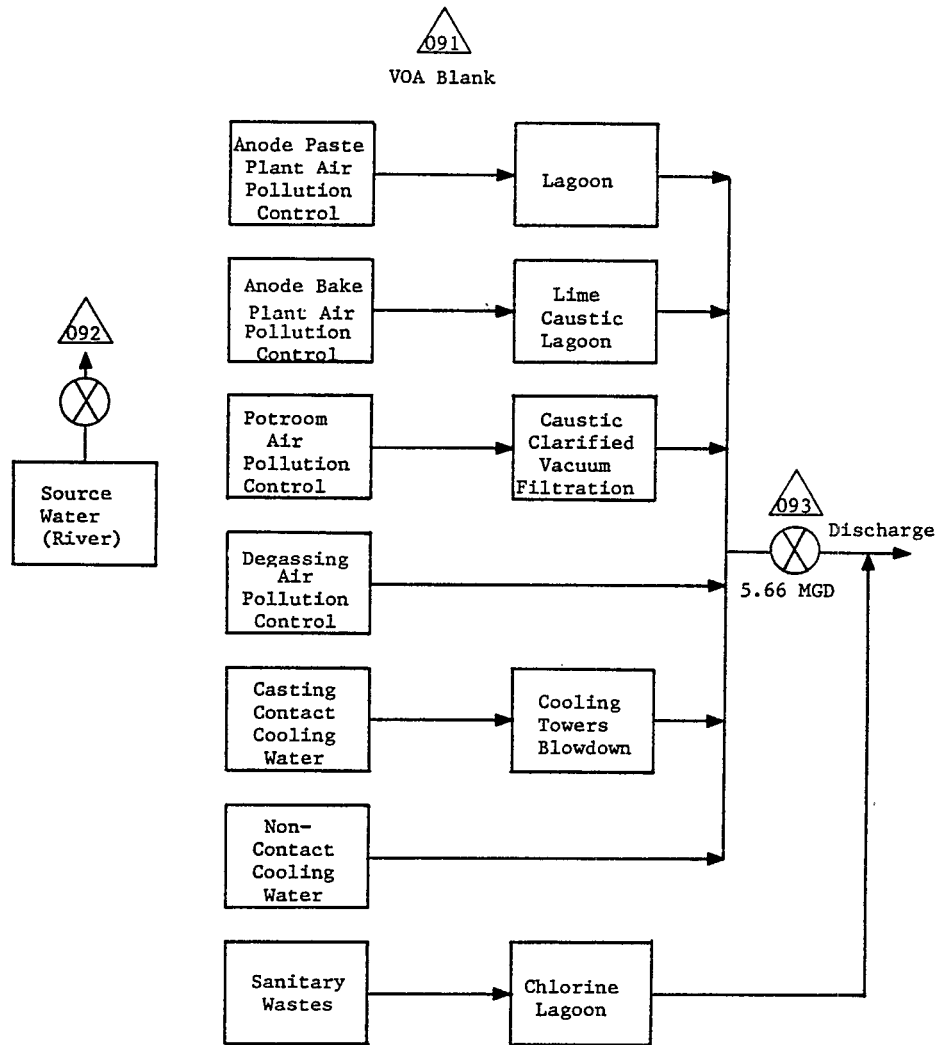 091
VOA Blank
Anode Paste
Plant Air
Pollution
Control
Lagoon
Anode Bake
Plant Air
Pollution
Control
Lime
Caustic
Lagoon
092
Source
Water
(River)
Potroom
Air
Pollution
Control
Caustic
Clarified
Vacuum
Filtration
093
Discharge
5.66 MGD
Degassing
Air
Pollution
Control
Casting
Contact
Cooling
Water
Cooling
Towers
Blowdown
Non-
Contact
Cooling
Water
Sanitary
Wastes
Chlorine
Lagoon